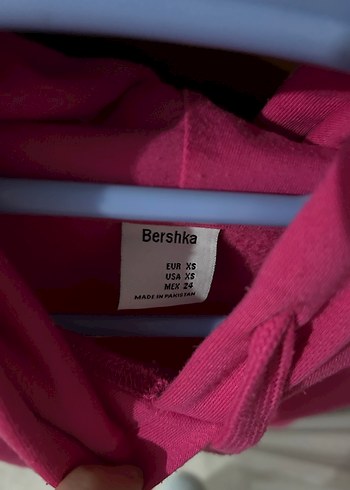 Bershka
EUR XS
USA XS
MEX 24
MADE IN PAKISTAN